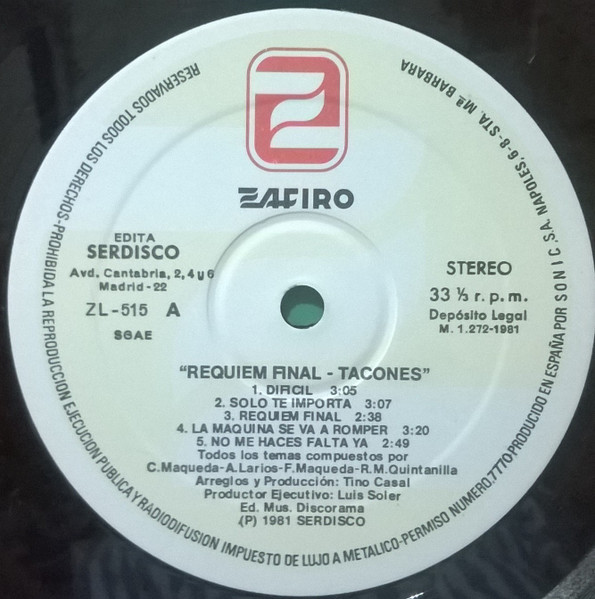 ZAFIRO
EDITA
SERDISCO
Avd. Cantabria, 2, 4 y 6
Madrid-22
ZL-515 A
SGAE
STEREO
33 ⅓ r. p. m.
Depósito Legal
M. 1.272-1981
"REQUIEM FINAL - TACONES"
1. DIFICIL 3:05
2. SOLO TE IMPORTA 3:07
3. REQUIEM FINAL 2:38
4. LA MAQUINA SE VA A ROMPER 3:20
5. NO ME HACES FALTA YA 2:49
Todos los temas compuestos por
C.Maqueda-A.Larios-F.Maqueda-R.M.Quintanilla
Arreglos y Producción: Tino Casal
Productor Ejecutivo: Luis Soler
Ed. Mus. Discorama
(P) 1981 SERDISCO
RESERVADOS TODOS LOS DERECHOS-PROHIBIDA LA REPRODUCCION EJECUCION PUBLICA Y RADIODIFUSION IMPUESTO DE LUJO A METALICO-PERMISO NUMERO.7770.PRODUCIDO EN ESPAÑA POR S O N I C .S.A. NAPOLES, 6-8-STA. Mª. BARBARA